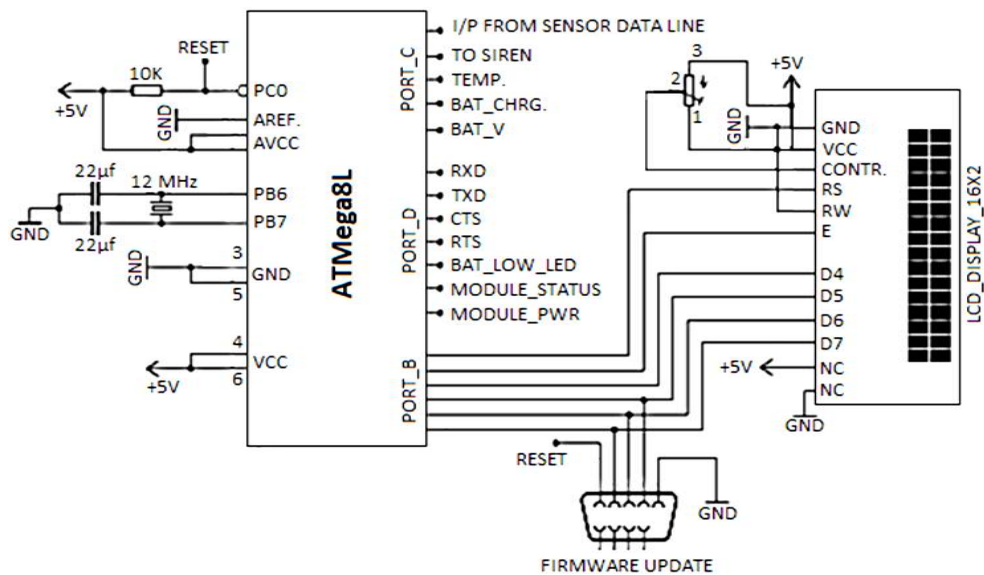 RESET
10K
+5V
PC0
GND
AREF.
AVCC
22µf
12 MHz
PB6
GND
PB7
22µf
3
GND
GND
5
4
VCC
+5V
6
ATMega8L
PORT_C
I/P FROM SENSOR DATA LINE
TO SIREN
TEMP.
BAT_CHRG.
BAT_V
PORT_D
RXD
TXD
CTS
RTS
BAT_LOW_LED
MODULE_STATUS
MODULE_PWR
PORT_B
3
2
1
+5V
GND
GND
VCC
CONTR.
RS
RW
E
D4
D5
D6
D7
+5V
NC
NC
GND
LCD_DISPLAY_16X2
RESET
GND
FIRMWARE UPDATE